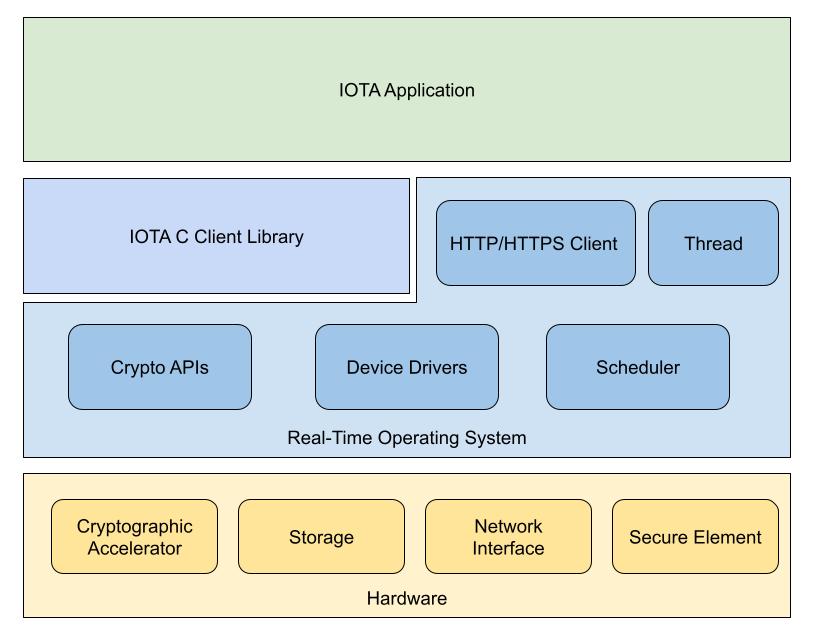 IOTA Application
IOTA C Client Library
HTTP/HTTPS Client
Thread
Crypto APIs
Device Drivers
Scheduler
Real-Time Operating System
Cryptographic
Accelerator
Storage
Network
Interface
Secure Element
Hardware